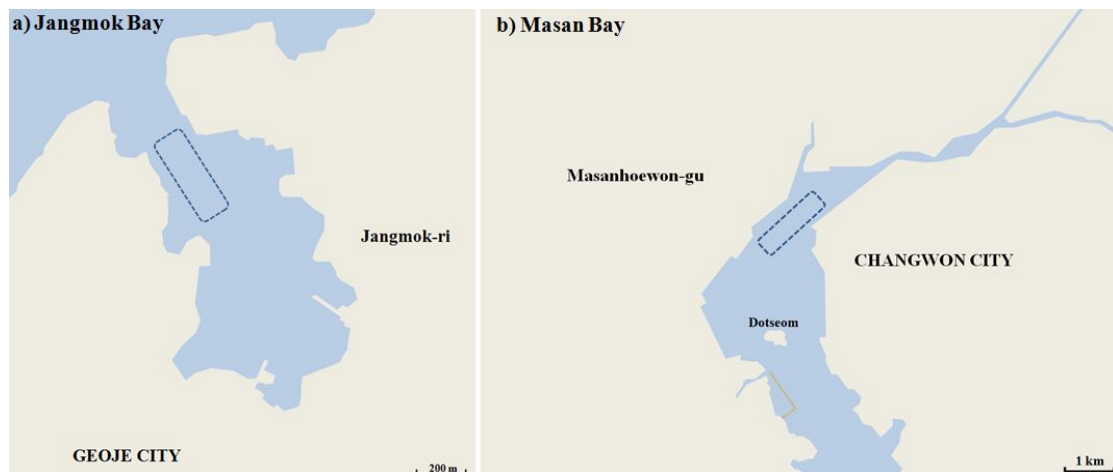 a) Jangmok Bay
Jangmok-ri
GEOJE CITY
200 m
b) Masan Bay
Masanhoewon-gu
CHANGWON CITY
Dotseom
1 km